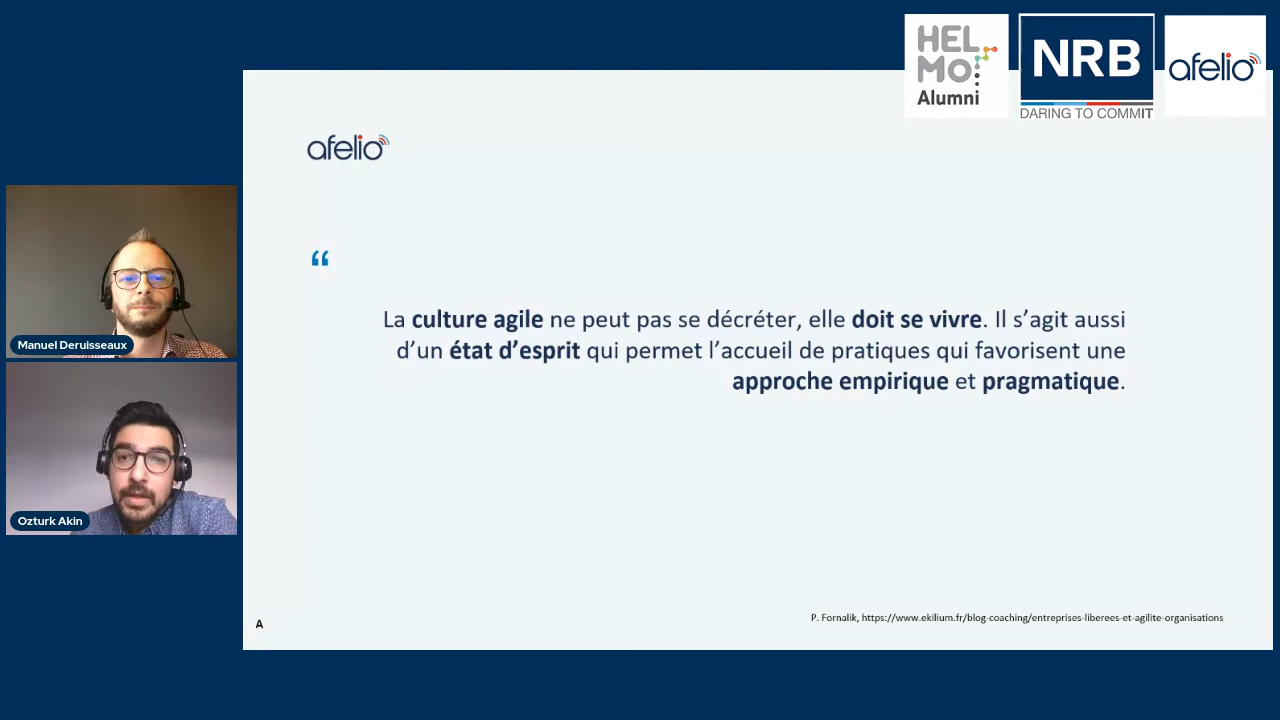 HEL
MO
Alumni
NRB
DARING TO COMMIT
afelio
afelio
“
La culture agile ne peut pas se décréter, elle doit se vivre. Il s’agit aussi
d’un état d’esprit qui permet l’accueil de pratiques qui favorisent une
approche empirique et pragmatique.
Manuel Deruisseaux
Ozturk Akin
P. Fornalik, https://www.ekilium.fr/blog-coaching/entreprises-liberees-et-agilite-organisations
A